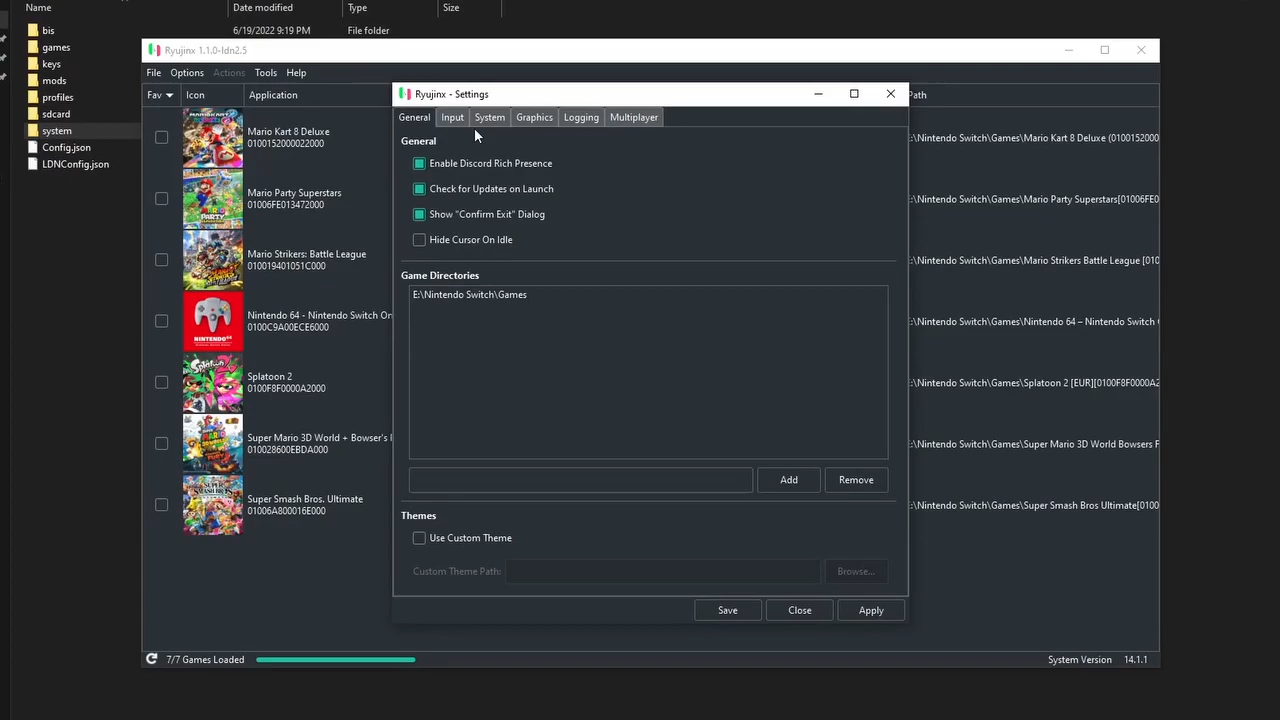 Name Date modified Type Size
bis 6/19/2022 9:19 PM File folder
games
keys
mods
profiles
sdcard
system
Config.json
LDNConfig.json
Ryujinx 1.1.0-ldn2.5
File Options Actions Tools Help
Fav Icon Application Path
Mario Kart 8 Deluxe
0100152000022000
:\Nintendo Switch\Games\Mario Kart 8 Deluxe (01001520
Mario Party Superstars
01006FE013472000
:\Nintendo Switch\Games\Mario Party Superstars[01006FE0
Mario Strikers: Battle League
010019401051C000
:\Nintendo Switch\Games\Mario Strikers Battle League [010
Nintendo 64 - Nintendo Switch On
0100C9A00ECE6000
:\Nintendo Switch\Games\Nintendo 64 – Nintendo Switch
Splatoon 2
0100F8F0000A2000
:\Nintendo Switch\Games\Splatoon 2 [EUR][0100F8F0000A2
Super Mario 3D World + Bowser's
010028600EBDA000
:\Nintendo Switch\Games\Super Mario 3D World Bowsers F
Super Smash Bros. Ultimate
01006A800016E000
:\Nintendo Switch\Games\Super Smash Bros Ultimate[0100
Ryujinx - Settings
General Input System Graphics Logging Multiplayer
General
Enable Discord Rich Presence
Check for Updates on Launch
Show "Confirm Exit" Dialog
Hide Cursor On Idle
Game Directories
E:\Nintendo Switch\Games
Add Remove
Themes
Use Custom Theme
Custom Theme Path: Browse...
Save Close Apply
7/7 Games Loaded System Version 14.1.1